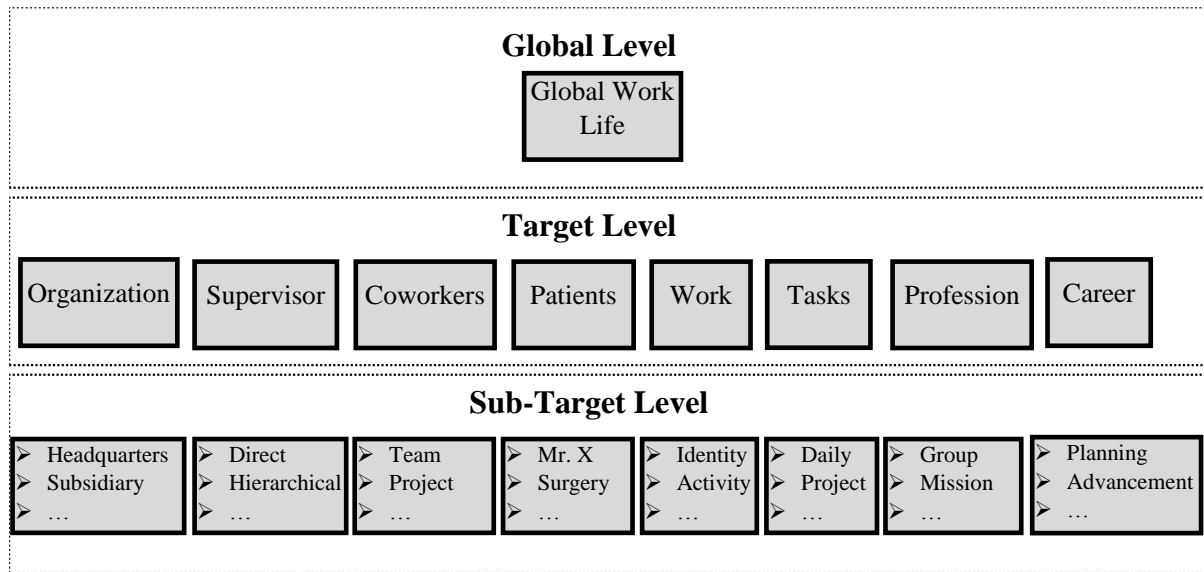 Global Level
Global Work
Life
Target Level
Organization
Supervisor
Coworkers
Patients
Work
Tasks
Profession
Career
Sub-Target Level
➢ Headquarters
➢ Subsidiary
➢ …
➢ Direct
➢ Hierarchical
➢ …
➢ Team
➢ Project
➢ …
➢ Mr. X
➢ Surgery
➢ …
➢ Identity
➢ Activity
➢ …
➢ Daily
➢ Project
➢ …
➢ Group
➢ Mission
➢ …
➢ Planning
➢ Advancement
➢ …